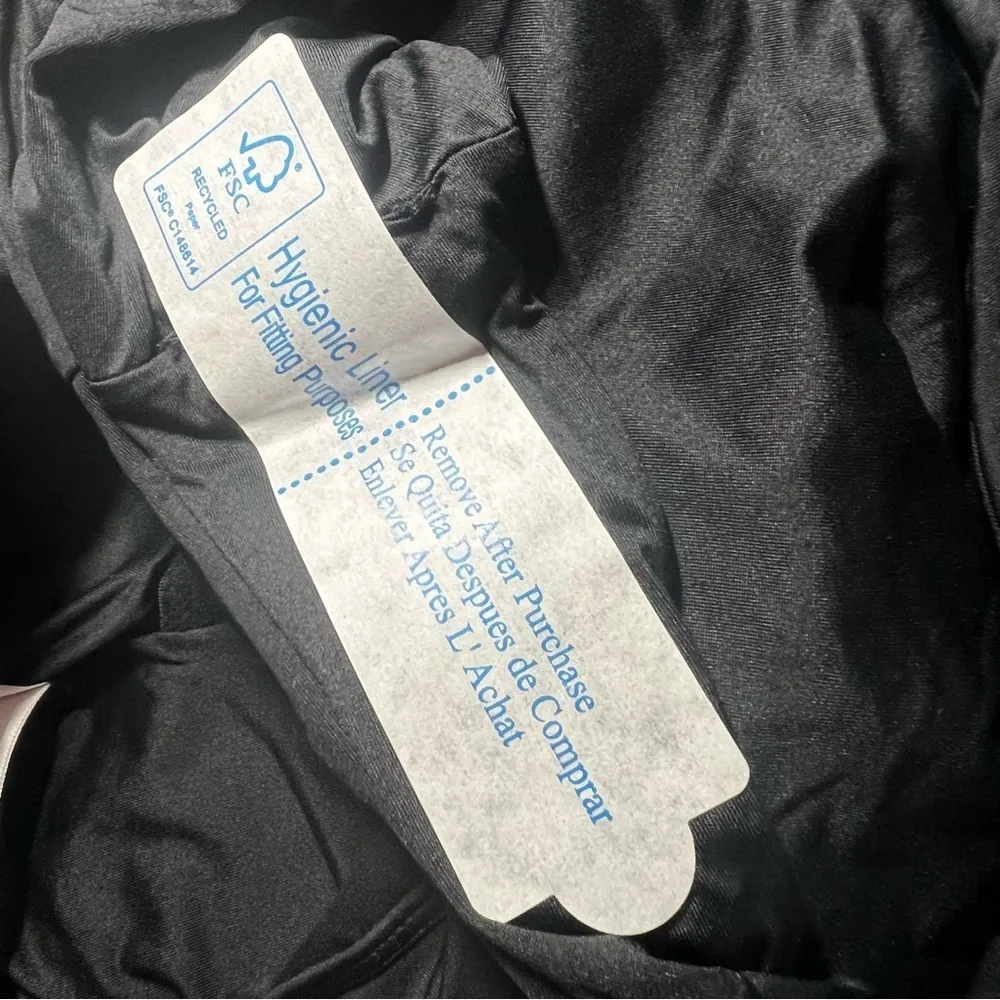 FSC®
RECYCLED
Paper
FSC® C148614
Hygienic Liner
For Fitting Purposes
Remove After Purchase
Se Quita Despues de Comprar
Enlever Apres L' Achat